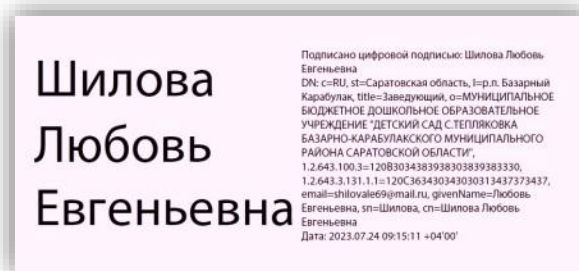 Шилова
Любовь
Евгеньевна
Подписано цифровой подписью: Шилова Любовь
Евгеньевна
DN: c=RU, st=Саратовская область, l=р.п. Базарный
Карабулак, title=Заведующий, o=МУНИЦИПАЛЬНОЕ
БЮДЖЕТНОЕ ДОШКОЛЬНОЕ ОБРАЗОВАТЕЛЬНОЕ
УЧРЕЖДЕНИЕ "ДЕТСКИЙ САД С.ТЕПЛЯКОВКА
БАЗАРНО-КАРАБУЛАКСКОГО МУНИЦИПАЛЬНОГО
РАЙОНА САРАТОВСКОЙ ОБЛАСТИ",
1.2.643.100.3=120B3034383938303839383330,
1.2.643.3.131.1.1=120C363430343030313437373437,
email=shilovale69@mail.ru, givenName=Любовь
Евгеньевна, sn=Шилова, cn=Шилова Любовь
Евгеньевна
Дата: 2023.07.24 09:15:11 +04'00'